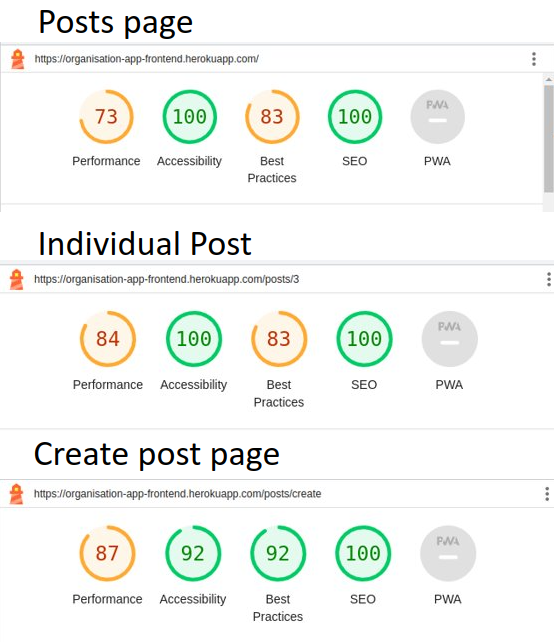 Posts page
https://organisation-app-frontend.herokuapp.com/
73 100 83 100 PWA
Performance Accessibility Best Practices SEO PWA
Individual Post
https://organisation-app-frontend.herokuapp.com/posts/3
84 100 83 100 PWA
Performance Accessibility Best Practices SEO PWA
Create post page
https://organisation-app-frontend.herokuapp.com/posts/create
87 92 92 100 PWA
Performance Accessibility Best Practices SEO PWA